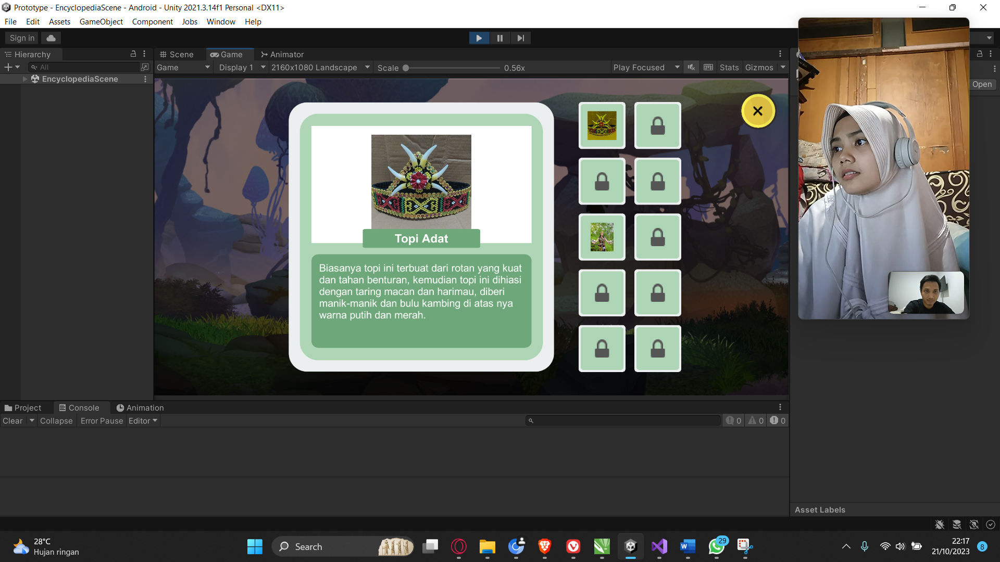 Prototype - EncyclopediaScene - Android - Unity 2021.3.14f1 Personal <DX11>
File Edit Assets GameObject Component Jobs Window Help
Sign in
Hierarchy
Scene Game Animator
All
Game Display 1 2160x1080 Landscape Scale 0.56x Play Focused Stats Gizmos
EncyclopediaScene
Open
Topi Adat
Biasanya topi ini terbuat dari rotan yang kuat
dan tahan benturan, kemudian topi ini dihiasi
dengan taring macan dan harimau, diberi
manik-manik dan bulu kambing di atas nya
warna putih dan merah.
Project Console Animation
Clear Collapse Error Pause Editor 0 0 0
Asset Labels
28°C
Hujan ringan
Search
29
22:17
21/10/2023
8